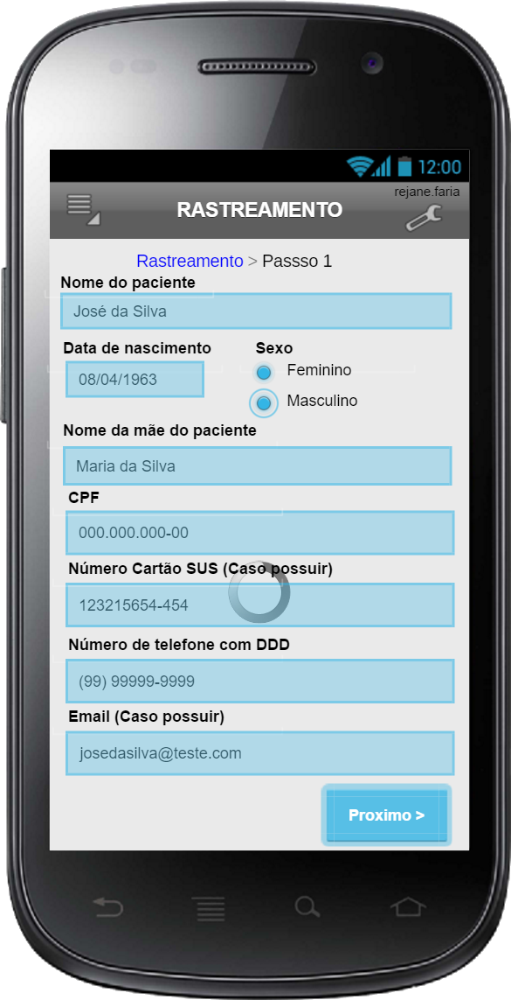 12:00
rejane.faria
RASTREAMENTO
Rastreamento > Passso 1
Nome do paciente
José da Silva
Data de nascimento
Sexo
08/04/1963
Feminino
Masculino
Nome da mãe do paciente
Maria da Silva
CPF
000.000.000-00
Número Cartão SUS (Caso possuir)
123215654-454
Número de telefone com DDD
(99) 99999-9999
Email (Caso possuir)
josedasilva@teste.com
Proximo >